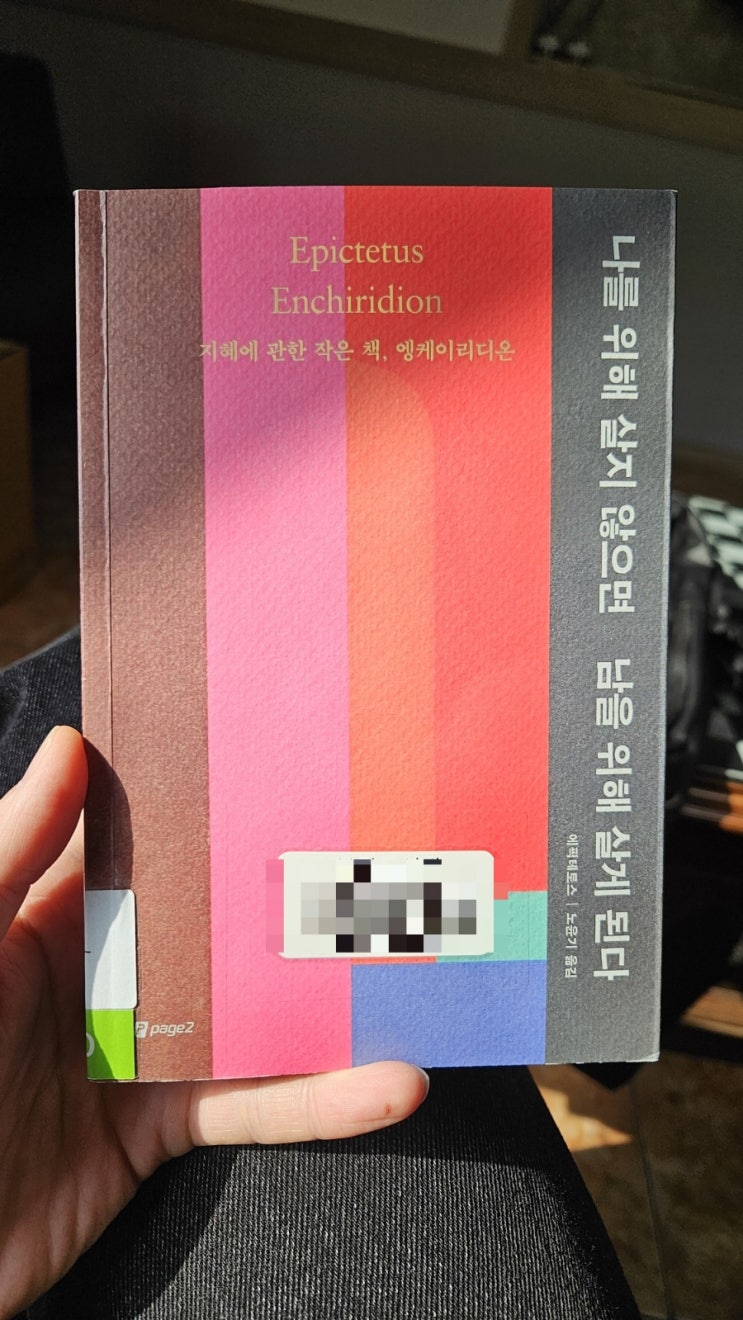 Epictetus
Enchiridion
지혜에 관한 작은 책, 엥케이리디온
나를 위해 살지 않으면 남을 위해 살게 된다
에픽테토스 | 노윤기 옮김
page2